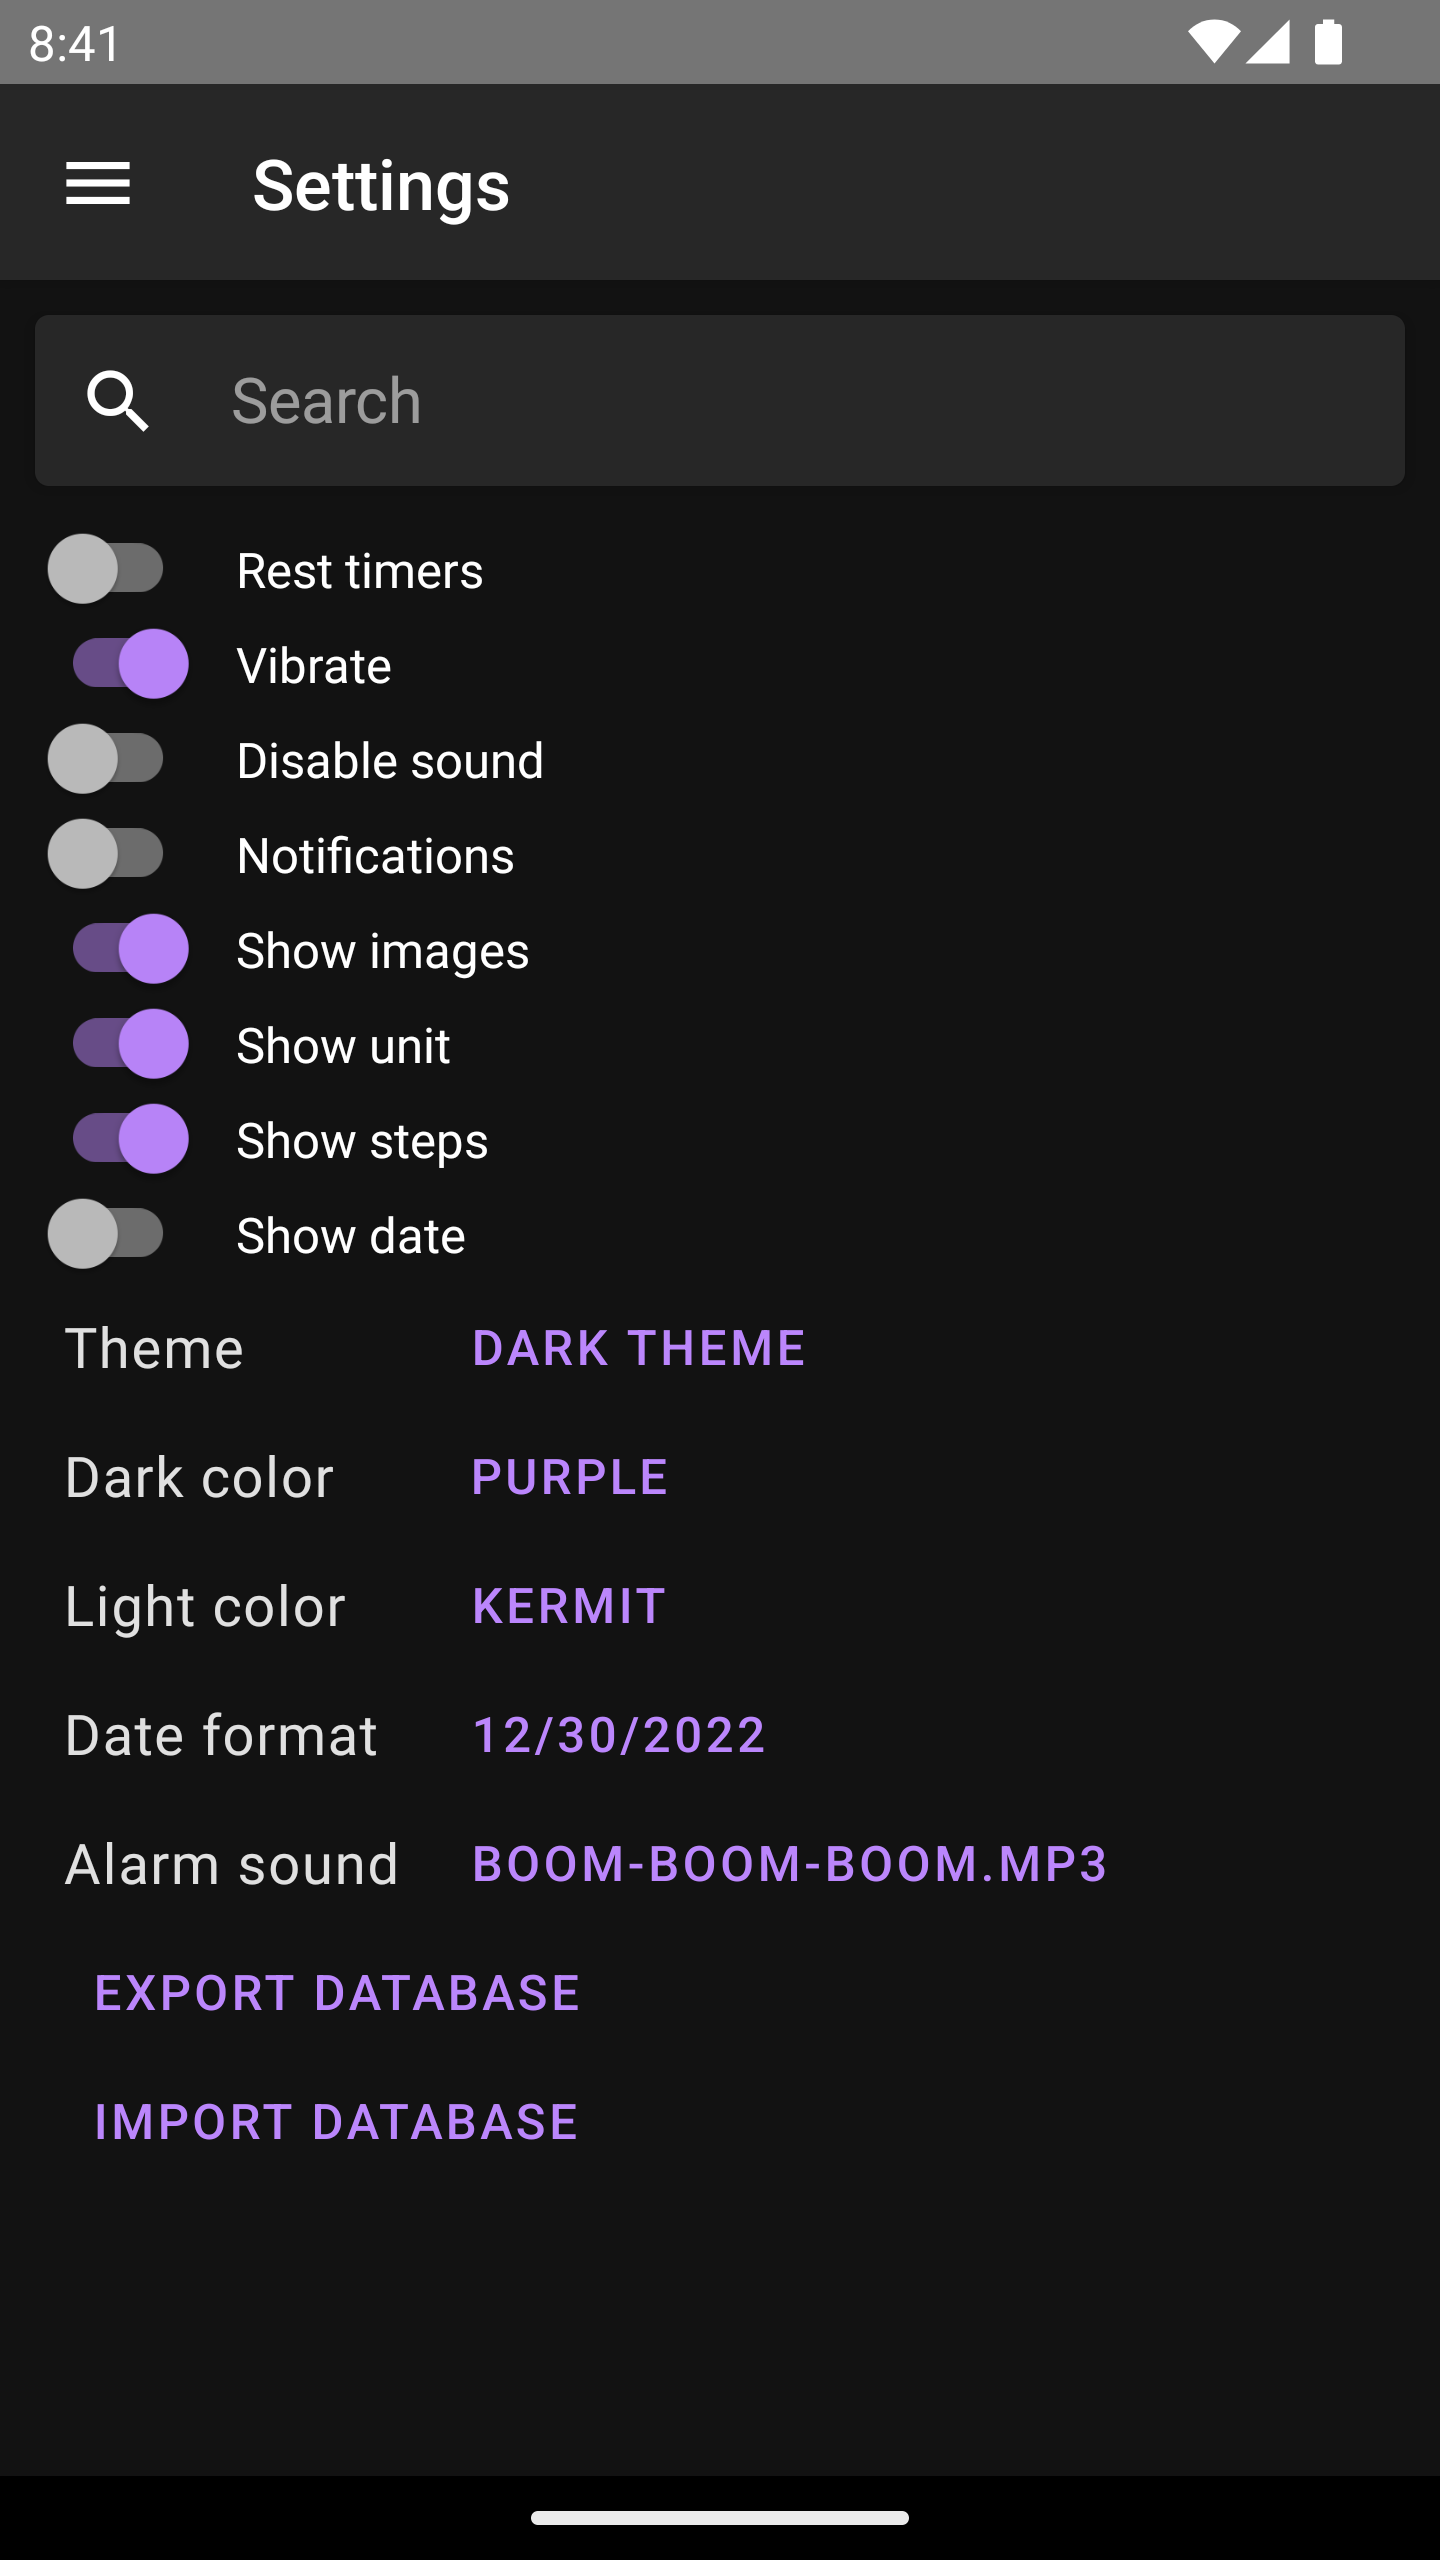 8:41
Settings
Search
Rest timers
Vibrate
Disable sound
Notifications
Show images
Show unit
Show steps
Show date
Theme DARK THEME
Dark color PURPLE
Light color KERMIT
Date format 12/30/2022
Alarm sound BOOM-BOOM-BOOM.MP3
EXPORT DATABASE
IMPORT DATABASE